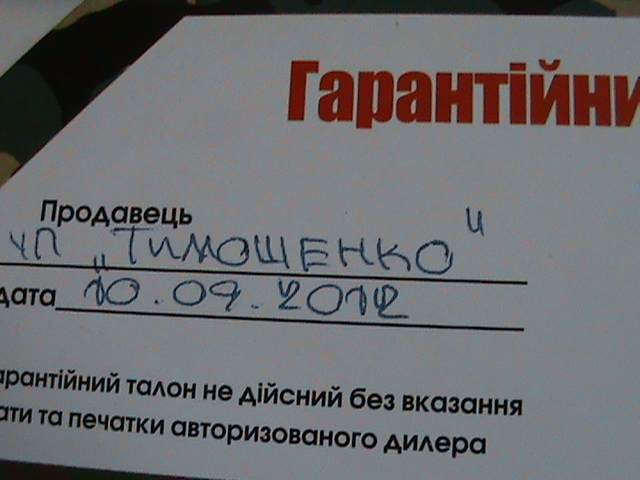 Гарантійни
Продавець
ЧП „ТИМОШЕНКО"
дата 10.09.2012
арантійний талон не дійсний без вказання
ати та печатки авторизованого дилера